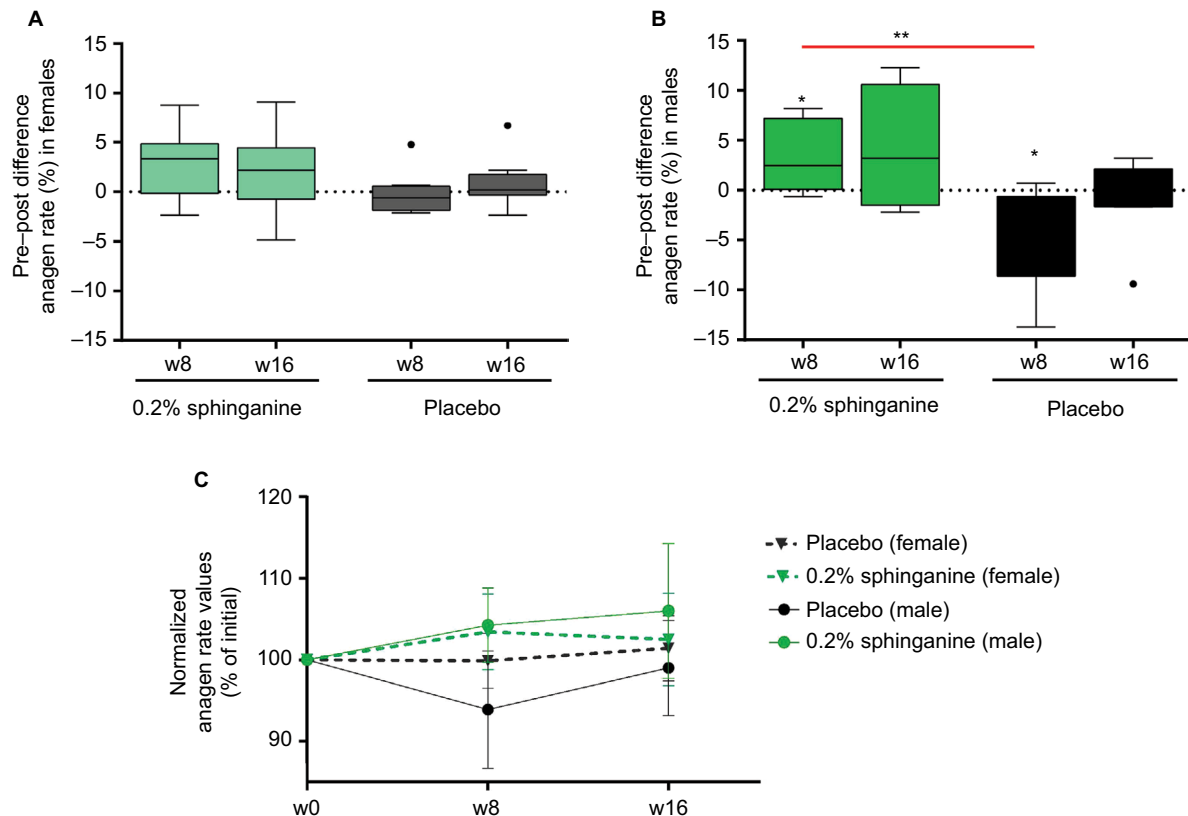 A
Pre–post difference
anagen rate (%) in females
15
10
5
0
–5
–10
–15
w8
w16
w8
w16
0.2% sphinganine
Placebo
B
Pre–post difference
anagen rate (%) in males
15
10
5
0
–5
–10
–15
**
*
*
w8
w16
w8
w16
0.2% sphinganine
Placebo
C
Normalized
anagen rate values
(% of initial)
120
110
100
90
w0
w8
w16
Placebo (female)
0.2% sphinganine (female)
Placebo (male)
0.2% sphinganine (male)